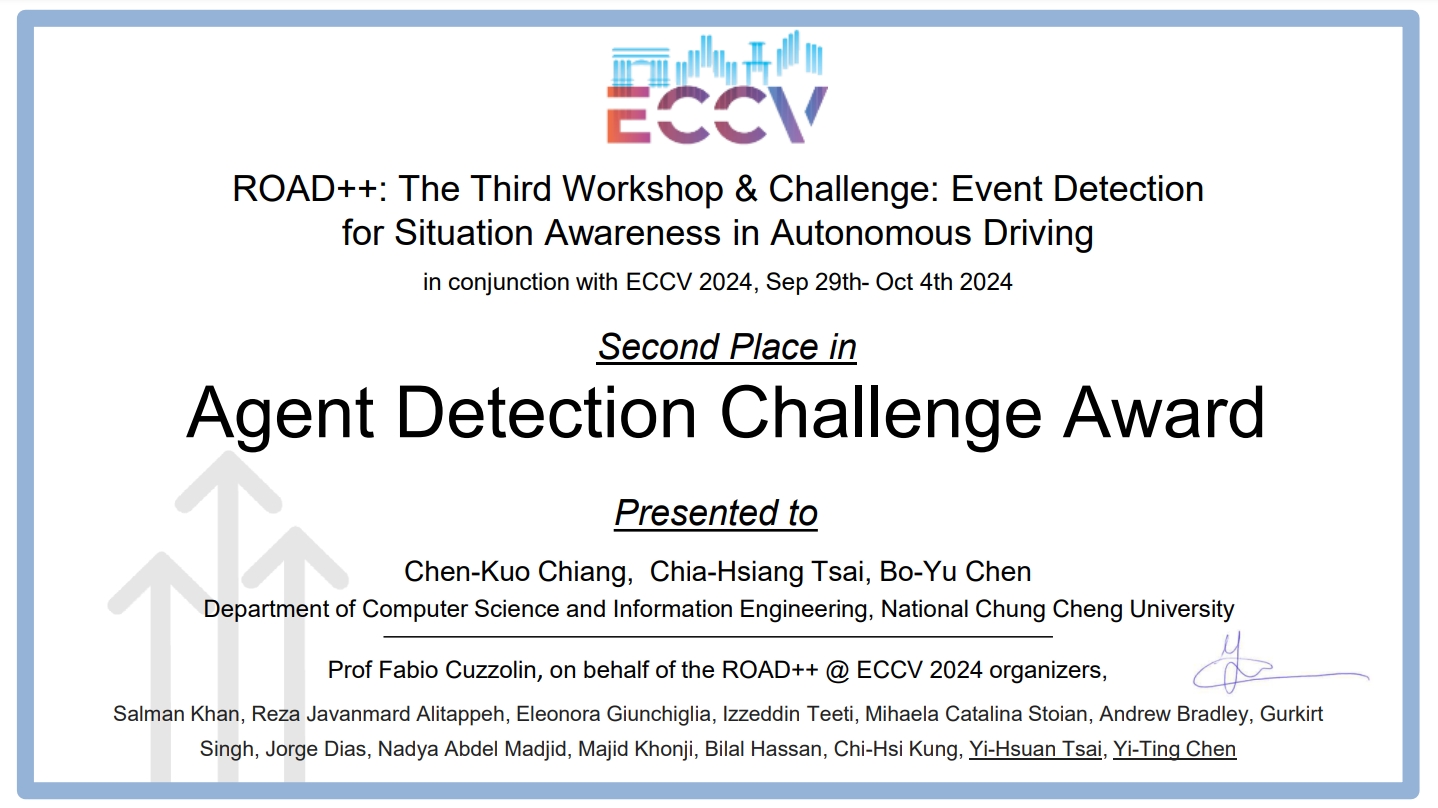 ECCV
ROAD++: The Third Workshop & Challenge: Event Detection
for Situation Awareness in Autonomous Driving
in conjunction with ECCV 2024, Sep 29th- Oct 4th 2024
Second Place in
Agent Detection Challenge Award
Presented to
Chen-Kuo Chiang,  Chia-Hsiang Tsai, Bo-Yu Chen
Department of Computer Science and Information Engineering, National Chung Cheng University
Prof Fabio Cuzzolin, on behalf of the ROAD++ @ ECCV 2024 organizers,
Salman Khan, Reza Javanmard Alitappeh, Eleonora Giunchiglia, Izzeddin Teeti, Mihaela Catalina Stoian, Andrew Bradley, Gurkirt
Singh, Jorge Dias, Nadya Abdel Madjid, Majid Khonji, Bilal Hassan, Chi-Hsi Kung, Yi-Hsuan Tsai, Yi-Ting Chen